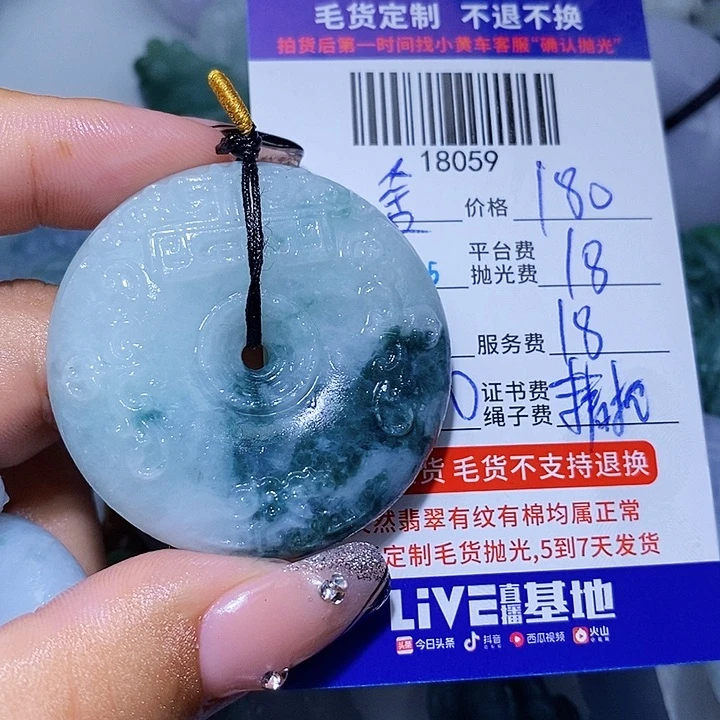 毛货定制 不退不换
拍货后第一时间找小黄车客服"确认抛光"
18059
价格 180
5 平台费 抛光费 18
服务费 18
0 证书费 绳子费
货 毛货不支持退换
然翡翠有纹有棉均属正常
定制毛货抛光,5到7天发货
LiVE直播基地
头条 今日头条 抖音 西瓜视频 火山